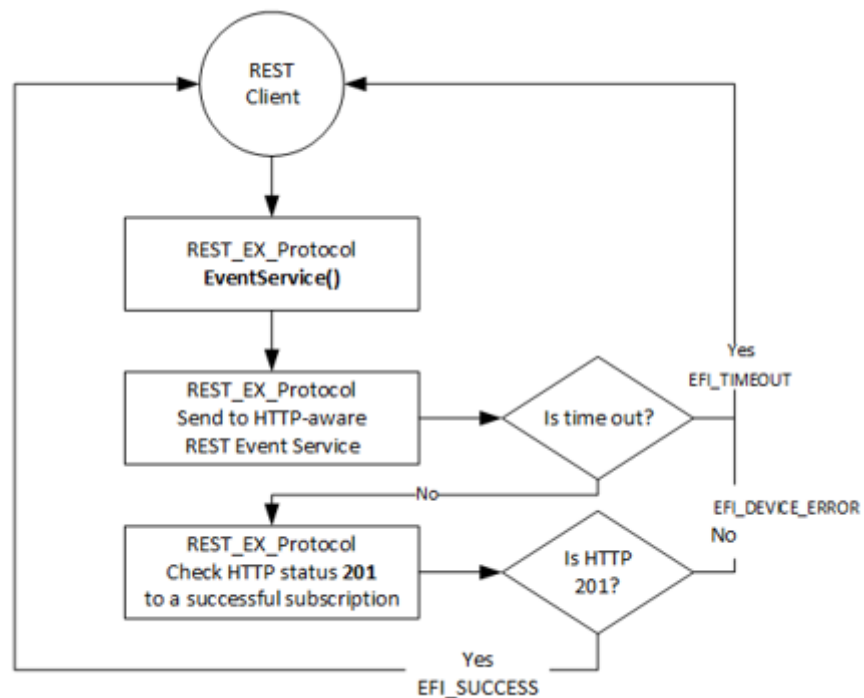 REST
Client
REST_EX_Protocol
EventService()
REST_EX_Protocol
Send to HTTP-aware
REST Event Service
Is time out?
Yes
EFI_TIMEOUT
No
EFI_DEVICE_ERROR
No
REST_EX_Protocol
Check HTTP status 201
to a successful subscription
Is HTTP
201?
Yes
EFI_SUCCESS